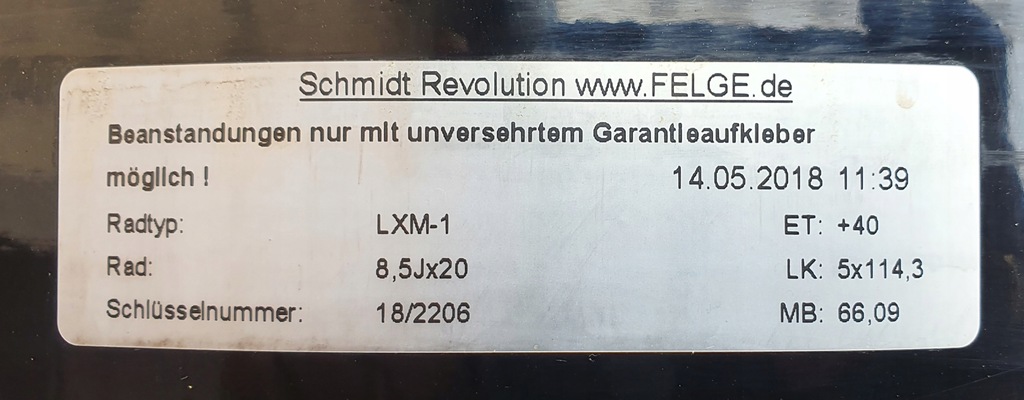 Schmidt Revolution www.FELGE.de
Beanstandungen nur mit unversehrtem Garantieaufkleber
möglich ! 14.05.2018 11:39
Radtyp: LXM-1 ET: +40
Rad: 8,5Jx20 LK: 5x114,3
Schlüsselnummer: 18/2206 MB: 66,09